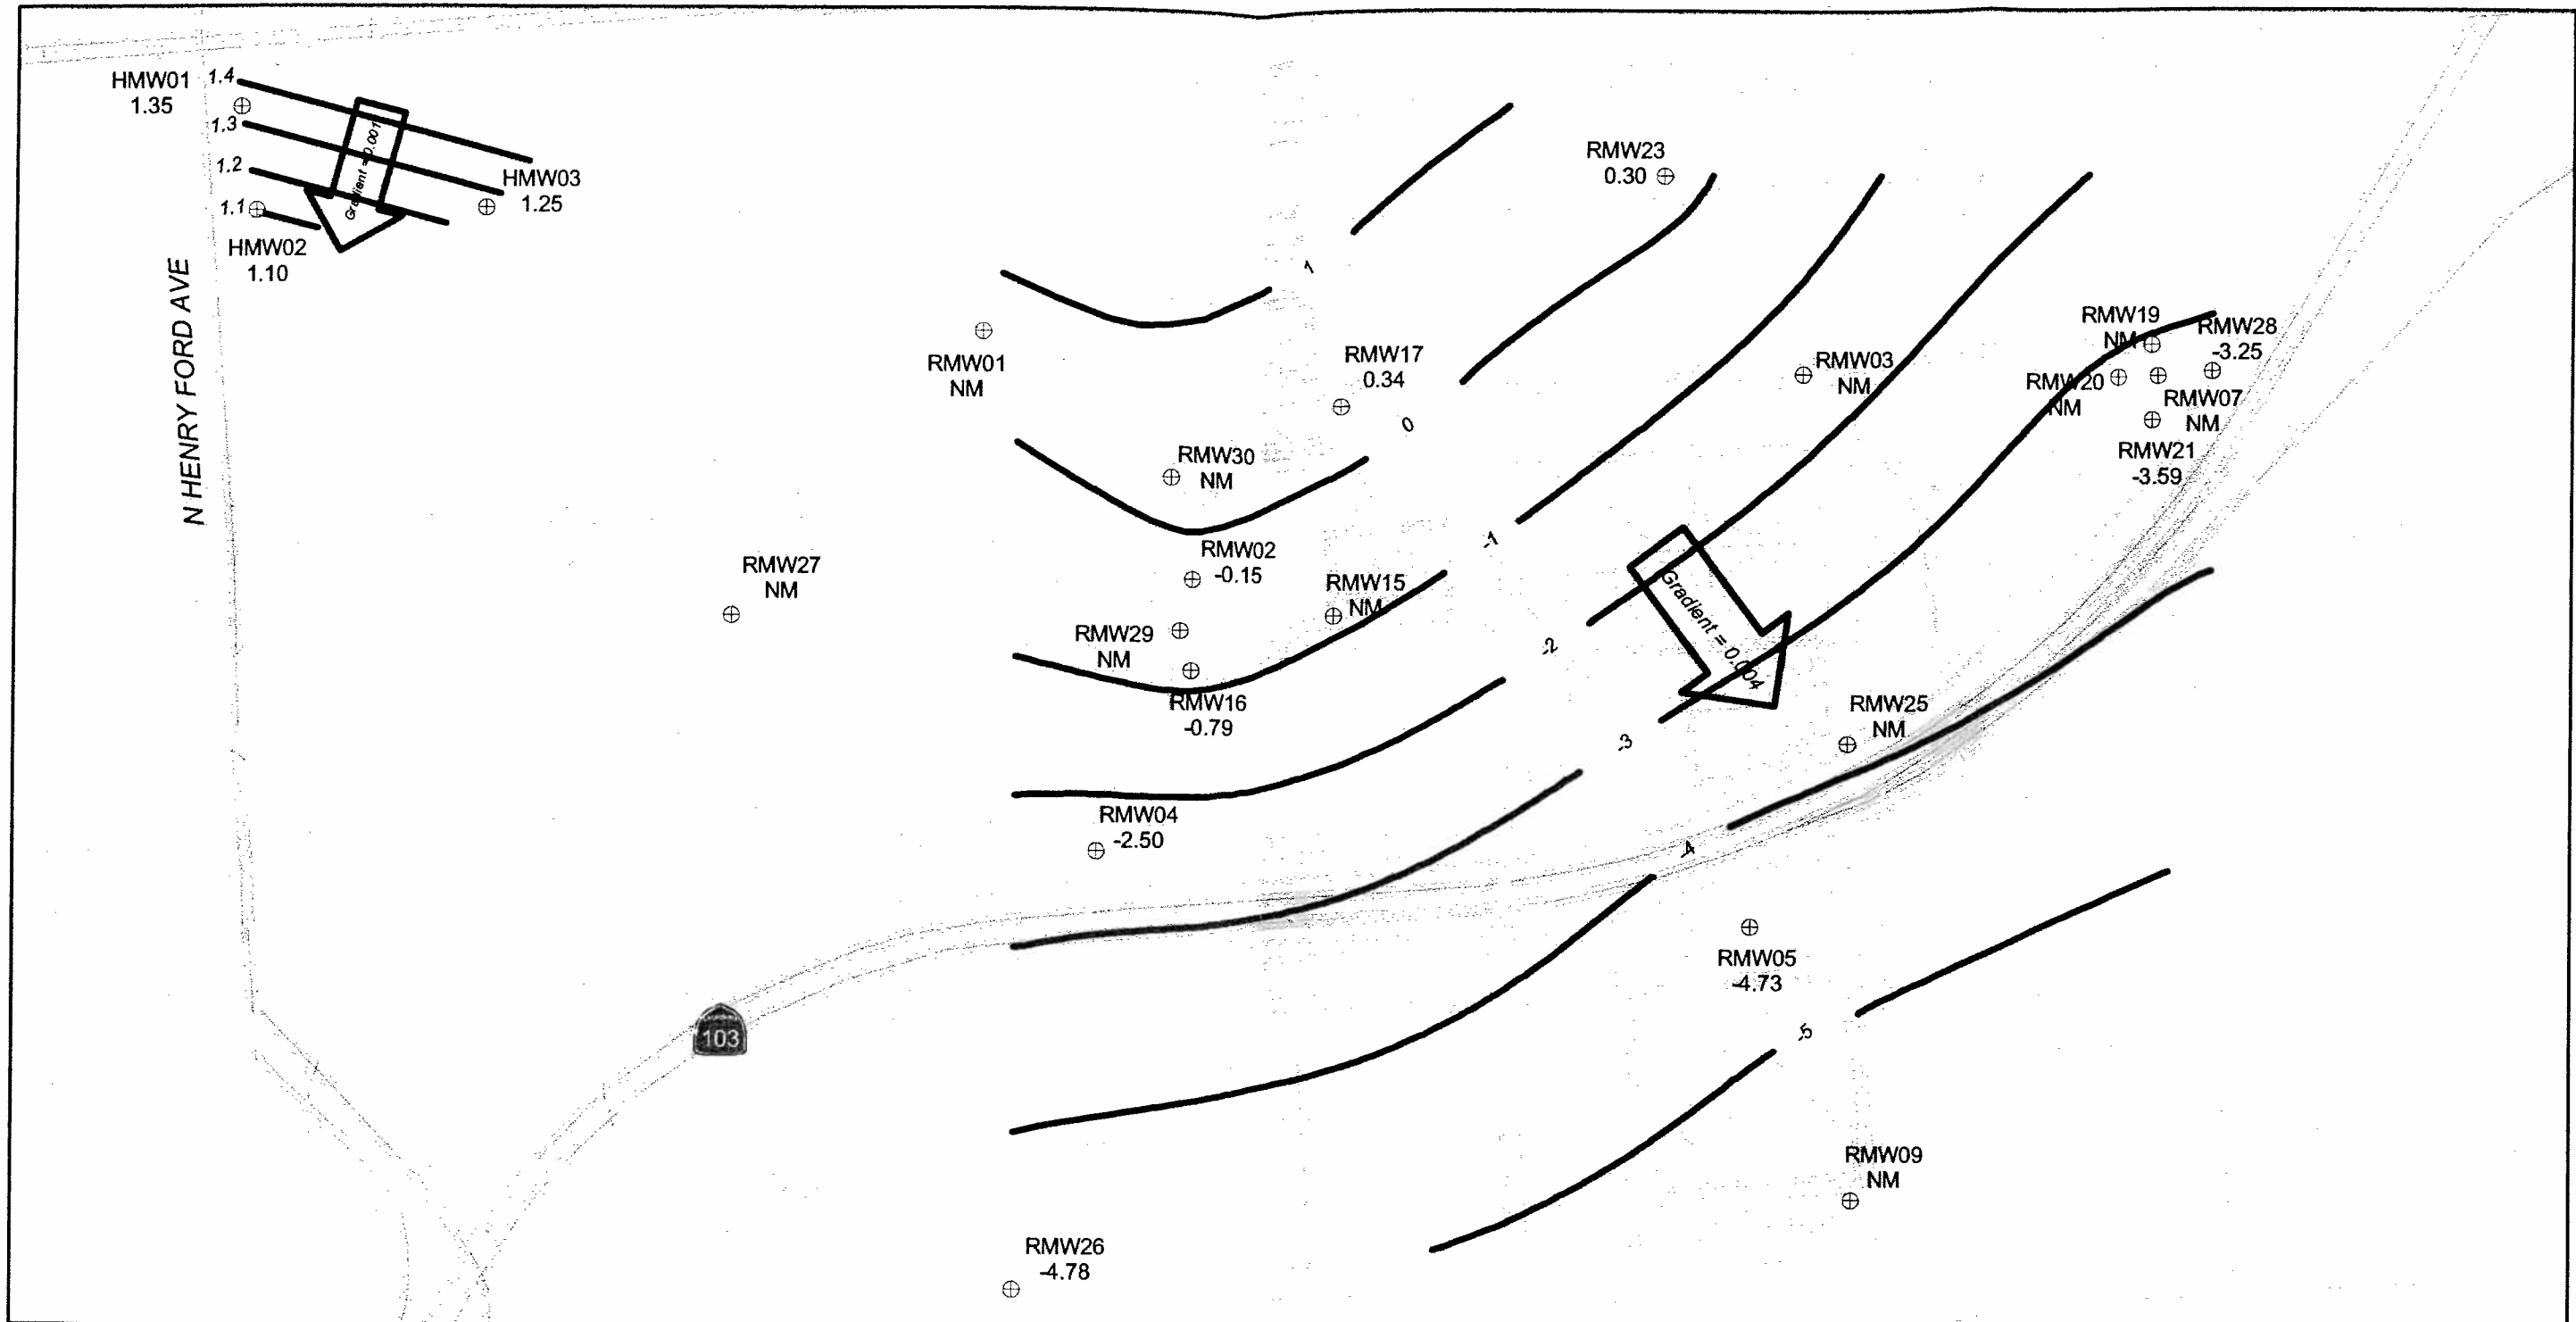 HMW01
1.35
1.4
1.3
1.2
1.1
Gradient = 0.001
HMW03
1.25
HMW02
1.10
N HENRY FORD AVE
RMW23
0.30
1
RMW01
NM
RMW17
0.34
0
RMW03
NM
RMW19
NM
RMW28
-3.25
RMW20
NM
RMW07
NM
RMW21
-3.59
RMW30
NM
RMW02
-0.15
-1
RMW27
NM
RMW15
NM
RMW29
NM
Gradient = 0.004
-2
RMW16
-0.79
RMW25
NM
-3
RMW04
-2.50
-4
RMW05
-4.73
103
-5
RMW09
NM
RMW26
-4.78